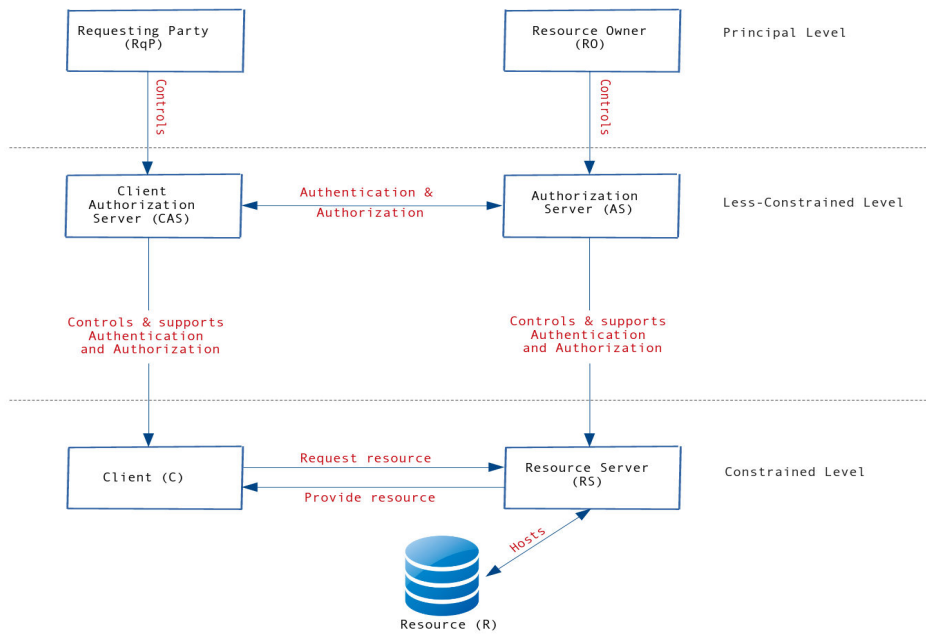 Requesting Party
(RqP)
Resource Owner
(RO)
Principal Level
Controls
Controls
Client
Authorization
Server (CAS)
Authentication &
Authorization
Authorization
Server (AS)
Less-Constrained Level
Controls & supports
Authentication
and Authorization
Controls & supports
Authentication
and Authorization
Client (C)
Request resource
Provide resource
Resource Server
(RS)
Constrained Level
Hosts
Resource (R)